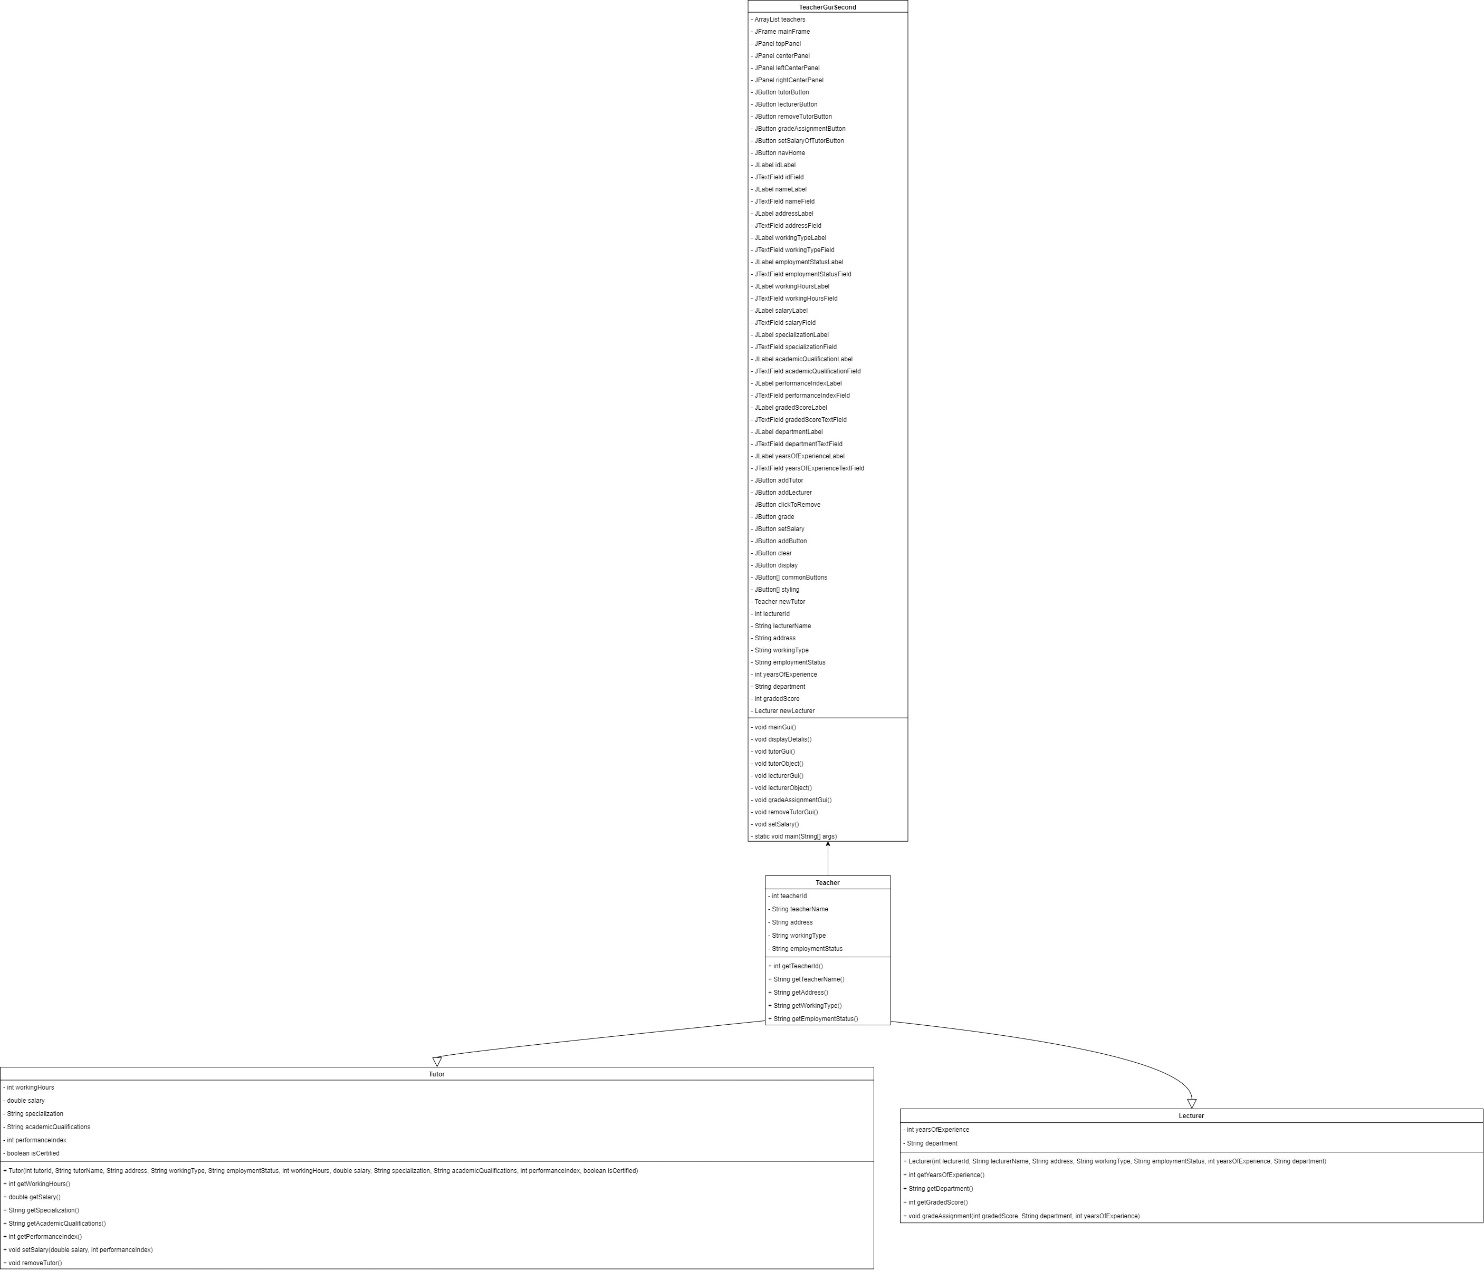 TeacherGuiSecond
- ArrayList teachers
- JFrame mainFrame
- JPanel topPanel
- JPanel centerPanel
- JPanel leftCenterPanel
- JPanel rightCenterPanel
- JButton tutorButton
- JButton lecturerButton
- JButton removeTutorButton
- JButton gradeAssignmentButton
- JButton setSalaryOfTutorButton
- JButton navHome
- JLabel idLabel
- JTextField idField
- JLabel nameLabel
- JTextField nameField
- JLabel addressLabel
- JTextField addressField
- JLabel workingTypeLabel
- JTextField workingTypeField
- JLabel employmentStatusLabel
- JTextField employmentStatusField
- JLabel workingHoursLabel
- JTextField workingHoursField
- JLabel salaryLabel
- JTextField salaryField
- JLabel specializationLabel
- JTextField specializationField
- JLabel academicQualificationLabel
- JTextField academicQualificationField
- JLabel performanceIndexLabel
- JTextField performanceIndexField
- JLabel gradedScoreLabel
- JTextField gradedScoreTextField
- JLabel departmentLabel
- JTextField departmentTextField
- JLabel yearsOfExperienceLabel
- JTextField yearsOfExperienceTextField
- JButton addTutor
- JButton addLecturer
- JButton clickToRemove
- JButton grade
- JButton setSalary
- JButton addButton
- JButton clear
- JButton display
- JButton[] commonButtons
- JButton[] styling
- Teacher newTutor
- int lecturerId
- String lecturerName
- String address
- String workingType
- String employmentStatus
- int yearsOfExperience
- String department
- int gradedScore
- Lecturer newLecturer
- void mainGui()
- void displayDetails()
- void tutorGui()
- void tutorObject()
- void lecturerGui()
- void lecturerObject()
- void gradeAssignmentGui()
- void removeTutorGui()
- void setSalary()
- static void main(String[] args)
Teacher
- int teacherId
- String teacherName
- String address
- String workingType
- String employmentStatus
+ int getTeacherId()
+ String getTeacherName()
+ String getAddress()
+ String getWorkingType()
+ String getEmploymentStatus()
Tutor
- int workingHours
- double salary
- String specialization
- String academicQualifications
- int performanceIndex
- boolean isCertified
+ Tutor(int tutorId, String tutorName, String address, String workingType, String employmentStatus, int workingHours, double salary, String specialization, String academicQualifications, int performanceIndex, boolean isCertified)
+ int getWorkingHours()
+ double getSalary()
+ String getSpecialization()
+ String getAcademicQualifications()
+ int getPerformanceIndex()
+ void setSalary(double salary, int performanceIndex)
+ void removeTutor()
Lecturer
- int yearsOfExperience
- String department
+ Lecturer(int lecturerId, String lecturerName, String address, String workingType, String employmentStatus, int yearsOfExperience, String department)
+ int getYearsOfExperience()
+ String getDepartment()
+ int getGradedScore()
+ void gradeAssignment(int gradedScore, String department, int yearsOfExperience)